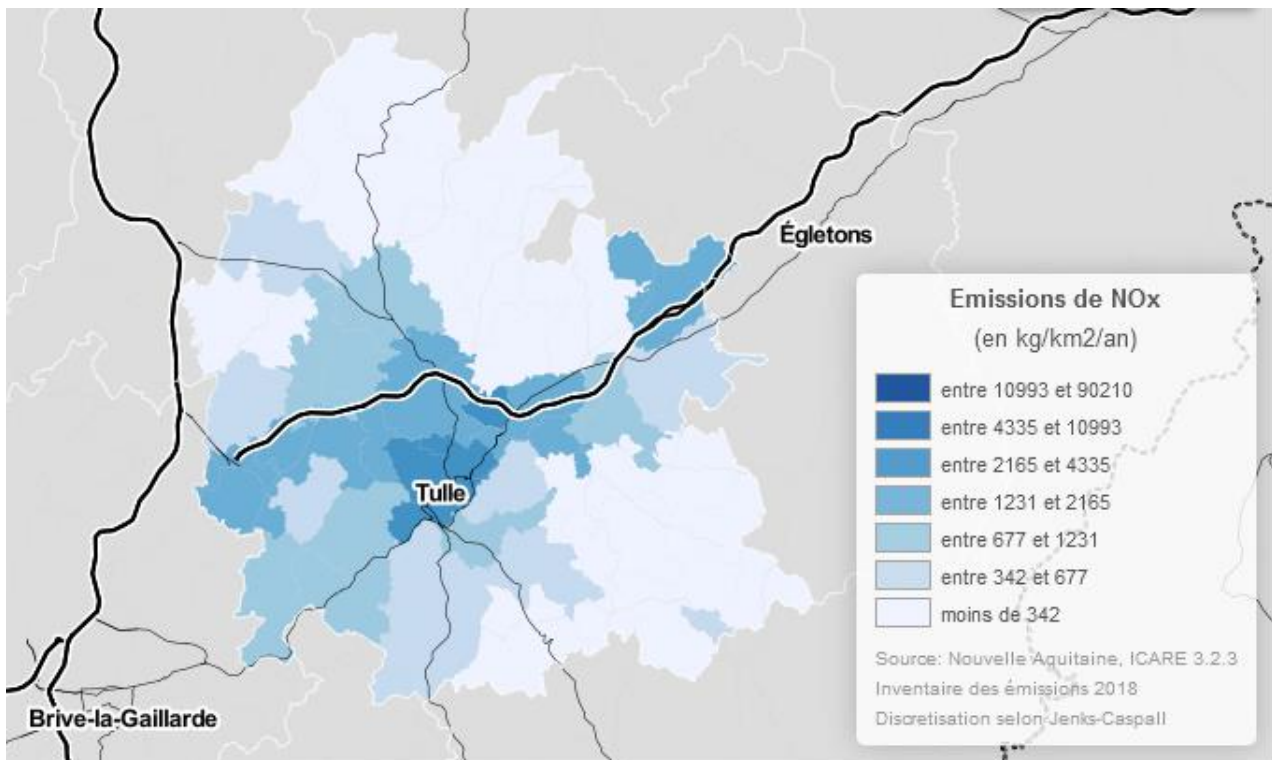 Égletons
Tulle
Brive-la-Gaillarde
Emissions de NOx
(en kg/km2/an)
entre 10993 et 90210
entre 4335 et 10993
entre 2165 et 4335
entre 1231 et 2165
entre 677 et 1231
entre 342 et 677
moins de 342
Source: Nouvelle Aquitaine, ICARE 3.2.3
Inventaire des émissions 2018
Discretisation selon Jenks-Caspall